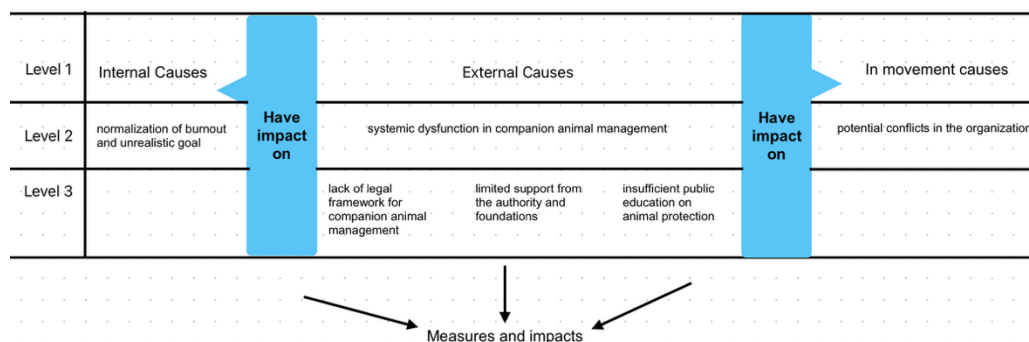 Level 1
Internal Causes
External Causes
In movement causes
Have
impact
on
Have
impact
on
Level 2
normalization of burnout
and unrealistic goal
systemic dysfunction in companion animal management
potential conflicts in the organization
Level 3
lack of legal
framework for
companion animal
management
limited support from
the authority and
foundations
insufficient public
education on
animal protection
Measures and impacts